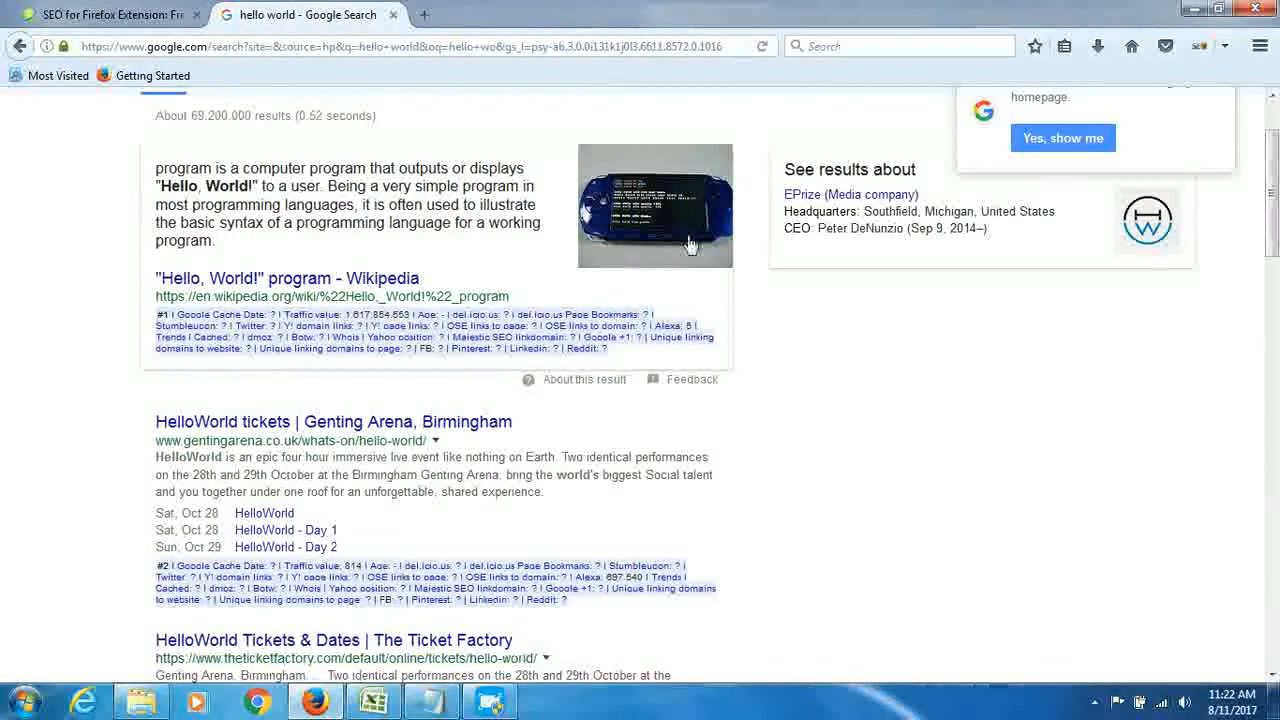 SEO for Firefox Extension: Fre
hello world - Google Search
https://www.google.com/search?site=&source=hp&q=hello+world&oq=hello+wo&gs_l=psy-ab.3.0.0i131k1j0l3.6611.8572.0.1016
Search
Most Visited
Getting Started
homepage.
Yes, show me
About 69,200,000 results (0.52 seconds)
program is a computer program that outputs or displays
"Hello, World!" to a user. Being a very simple program in
most programming languages, it is often used to illustrate
the basic syntax of a programming language for a working
program.
See results about
EPrize (Media company)
Headquarters: Southfield, Michigan, United States
CEO: Peter DeNunzio (Sep 9, 2014–)
"Hello, World!" program - Wikipedia
https://en.wikipedia.org/wiki/%22Hello,_World!%22_program
#1 | Google Cache Date: ? | Traffic value: 1,617,854,553 | Age: - | del.icio.us: ? | del.icio.us Page Bookmarks: ? |
Stumbleupon: ? | Twitter: ? | Y! domain links: ? | Y! page links: ? | OSE links to page: ? | OSE links to domain: ? | Alexa: 5 |
Trends | Cached: ? | dmoz: ? | Botw: ? | Whois | Yahoo position: ? | Majestic SEO linkdomain: ? | Google +1: ? | Unique linking
domains to website: ? | Unique linking domains to page: ? | FB: ? | Pinterest: ? | Linkedin: ? | Reddit: ?
About this result
Feedback
HelloWorld tickets | Genting Arena, Birmingham
www.gentingarena.co.uk/whats-on/hello-world/
HelloWorld is an epic four hour immersive live event like nothing on Earth. Two identical performances
on the 28th and 29th October at the Birmingham Genting Arena, bring the world's biggest Social talent
and you together under one roof for an unforgettable, shared experience.
Sat, Oct 28 HelloWorld
Sat, Oct 28 HelloWorld - Day 1
Sun, Oct 29 HelloWorld - Day 2
#2 | Google Cache Date: ? | Traffic value: 814 | Age: - | del.icio.us: ? | del.icio.us Page Bookmarks: ? | Stumbleupon: ? |
Twitter: ? | Y! domain links: ? | Y! page links: ? | OSE links to page: ? | OSE links to domain: ? | Alexa: 697,540 | Trends |
Cached: ? | dmoz: ? | Botw: ? | Whois | Yahoo position: ? | Majestic SEO linkdomain: ? | Google +1: ? | Unique linking domains
to website: ? | Unique linking domains to page: ? | FB: ? | Pinterest: ? | Linkedin: ? | Reddit: ?
HelloWorld Tickets & Dates | The Ticket Factory
https://www.theticketfactory.com/default/online/tickets/hello-world/
Genting Arena, Birmingham. ... Two identical performances on the 28th and 29th October at the
11:22 AM
8/11/2017